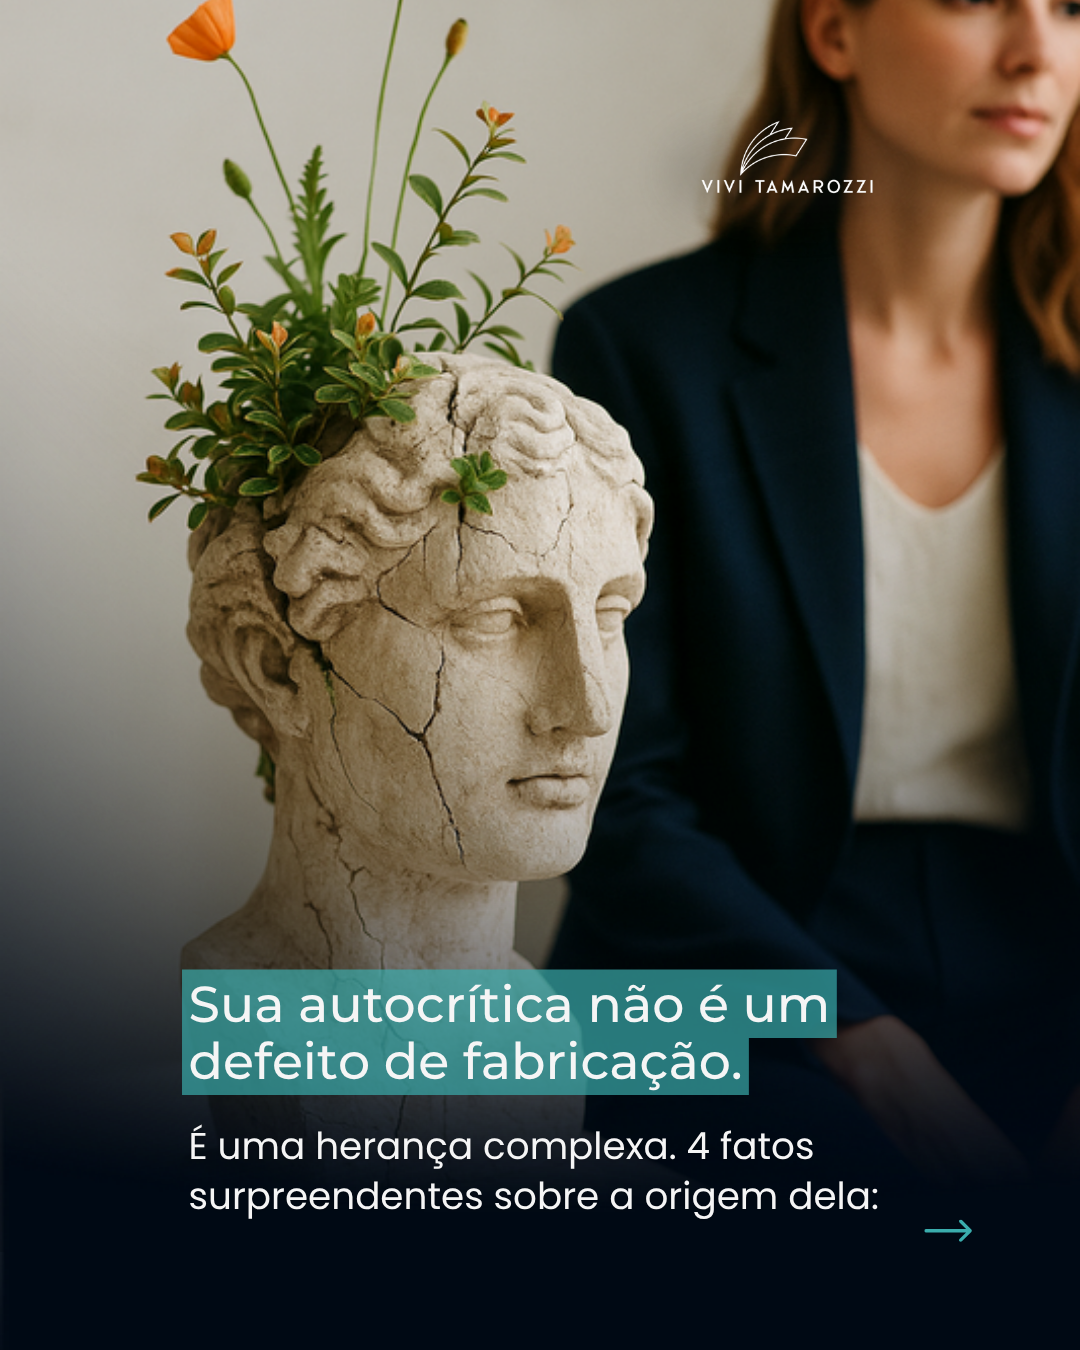 VIVI TAMAROZZI
Sua autocrítica não é um
defeito de fabricação.
É uma herança complexa. 4 fatos
surpreendentes sobre a origem dela: